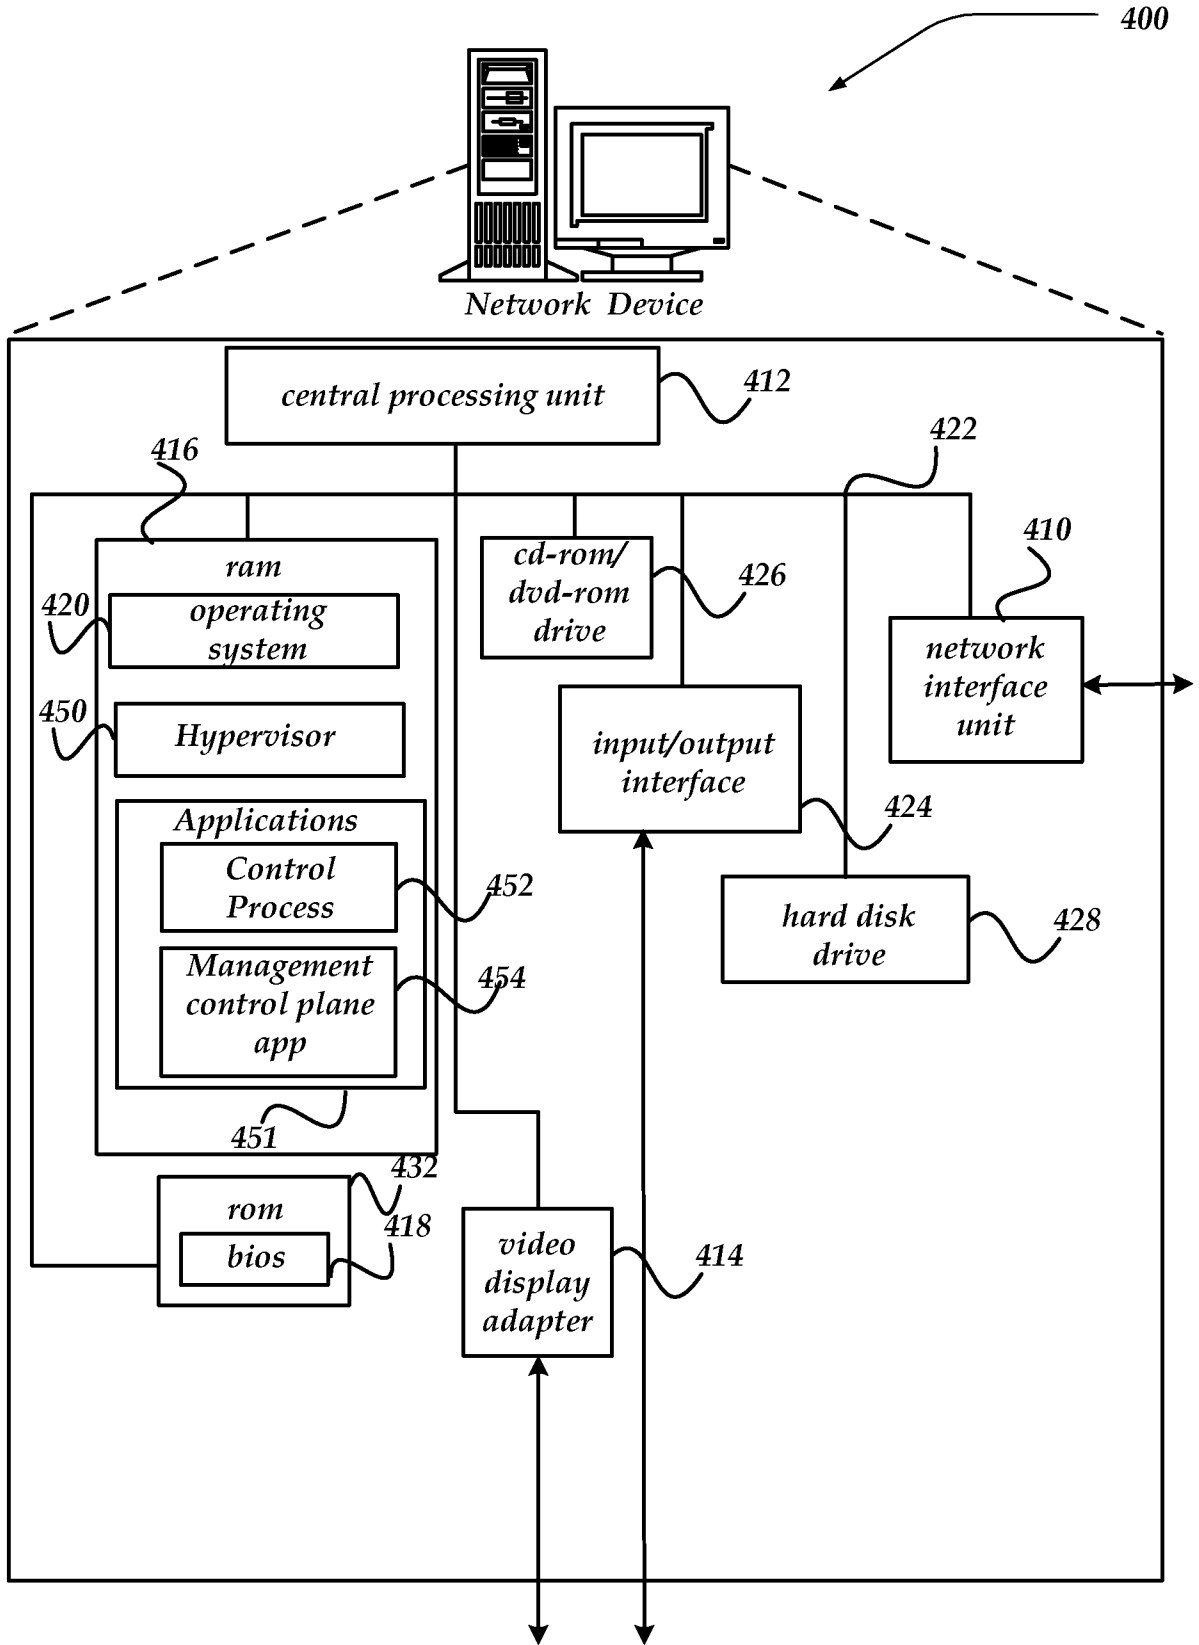 400
Network Device
central processing unit
412
422
416
410
ram
cd-rom/
dvd-rom
drive
426
420
operating
system
network
interface
unit
450
Hypervisor
input/output
interface
424
Applications
Control
Process
452
hard disk
drive
428
Management
control plane
app
454
451
432
rom
418
bios
video
display
adapter
414